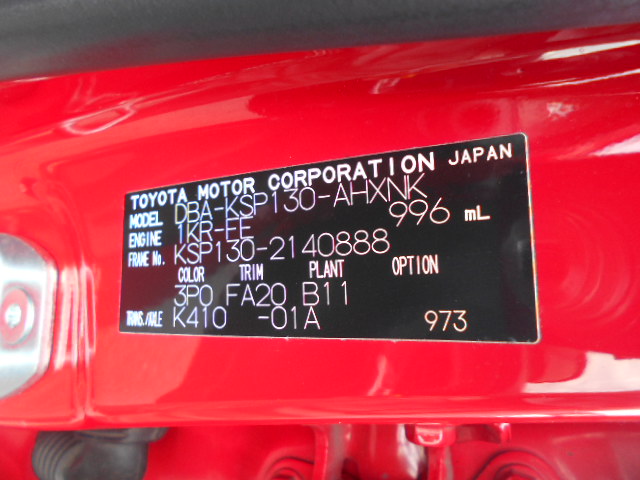 TOYOTA MOTOR CORPORATION JAPAN
MODEL DBA-KSP130-AHXNK
ENGINE 1KR-FE 996 mL
FRAME No. KSP130-2140888
COLOR TRIM PLANT OPTION
3P0 FA20 B11
TRANS./AXLE K410 -01A 973